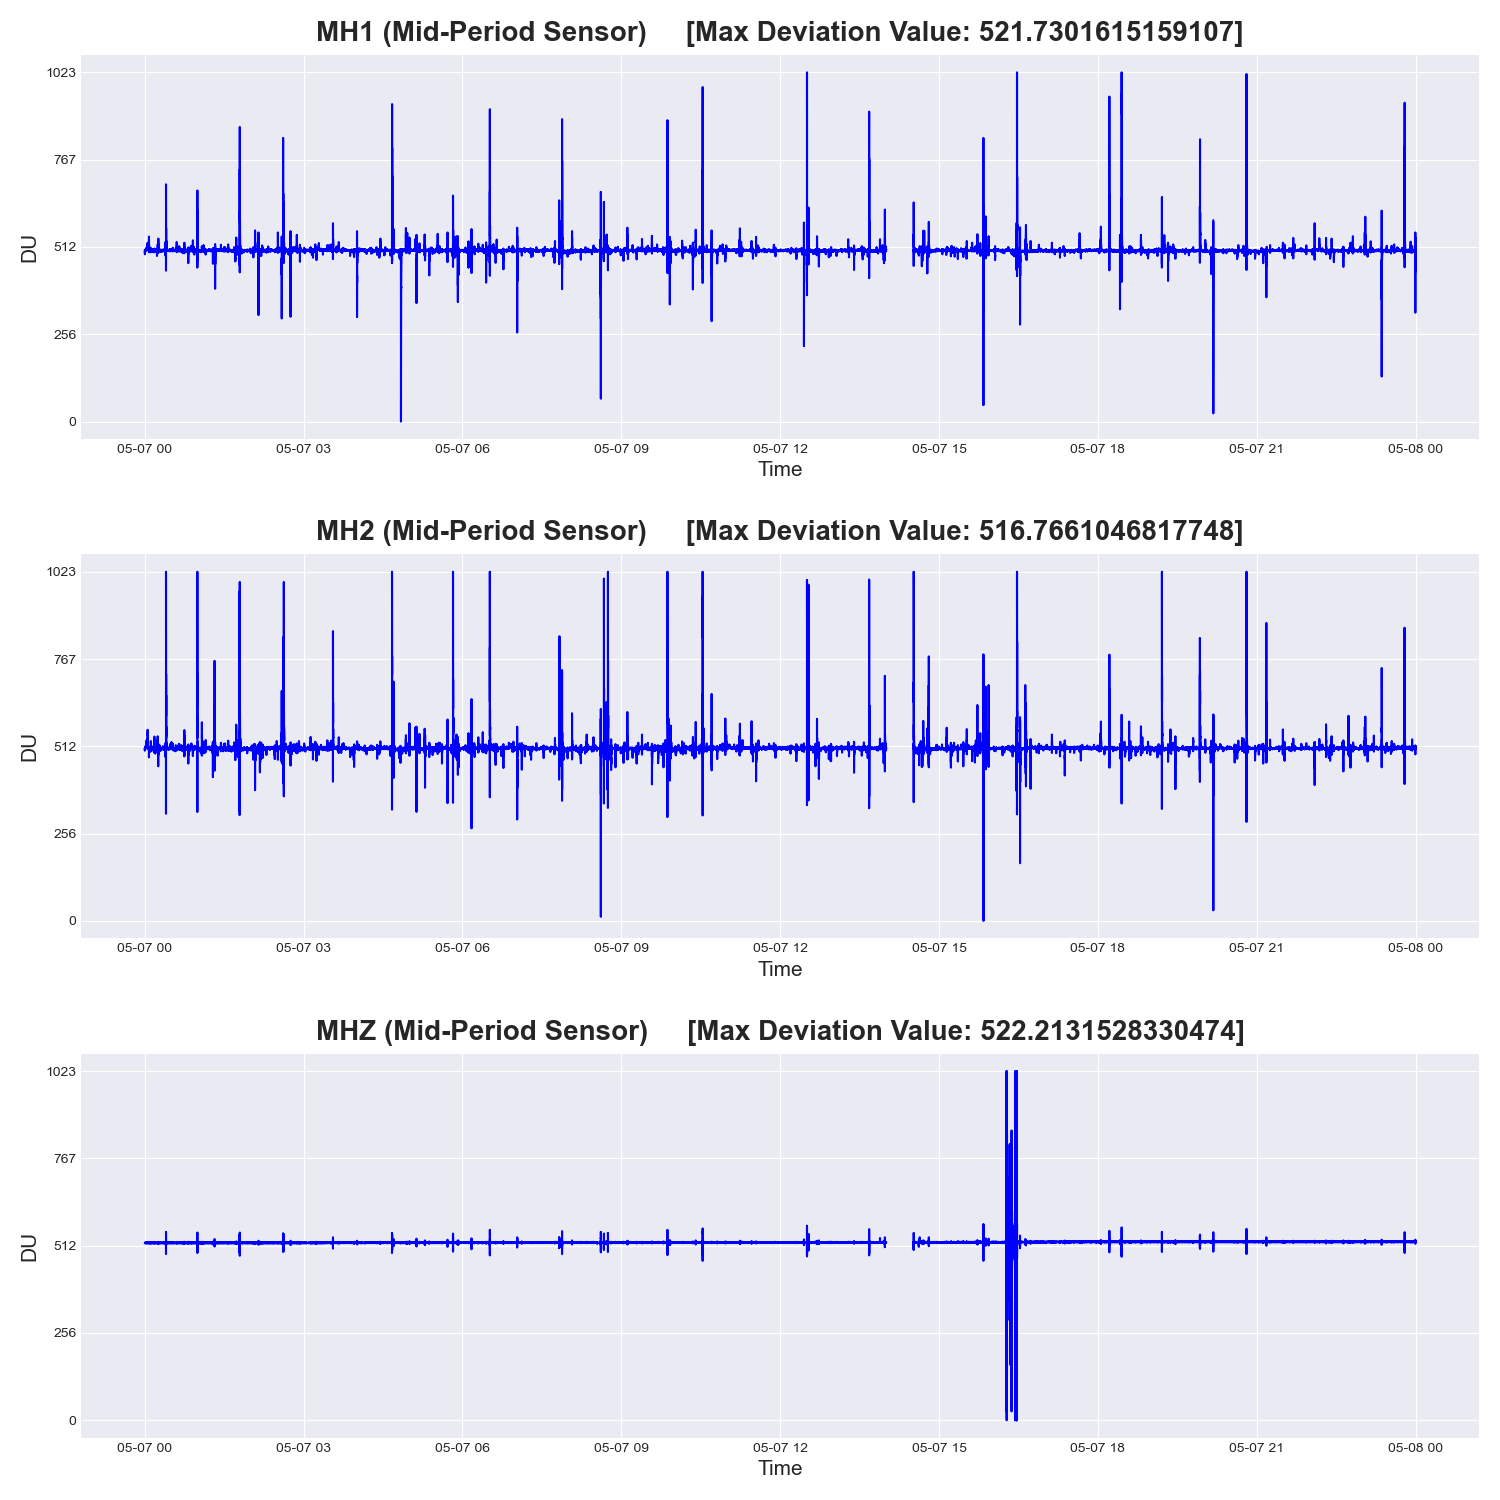 MH1 (Mid-Period Sensor)     [Max Deviation Value: 521.7301615159107]
1023
767
512
256
0
DU
05-07 00 05-07 03 05-07 06 05-07 09 05-07 12 05-07 15 05-07 18 05-07 21 05-08 00
Time
MH2 (Mid-Period Sensor)     [Max Deviation Value: 516.7661046817748]
1023
767
512
256
0
DU
05-07 00 05-07 03 05-07 06 05-07 09 05-07 12 05-07 15 05-07 18 05-07 21 05-08 00
Time
MHZ (Mid-Period Sensor)     [Max Deviation Value: 522.2131528330474]
1023
767
512
256
0
DU
05-07 00 05-07 03 05-07 06 05-07 09 05-07 12 05-07 15 05-07 18 05-07 21 05-08 00
Time